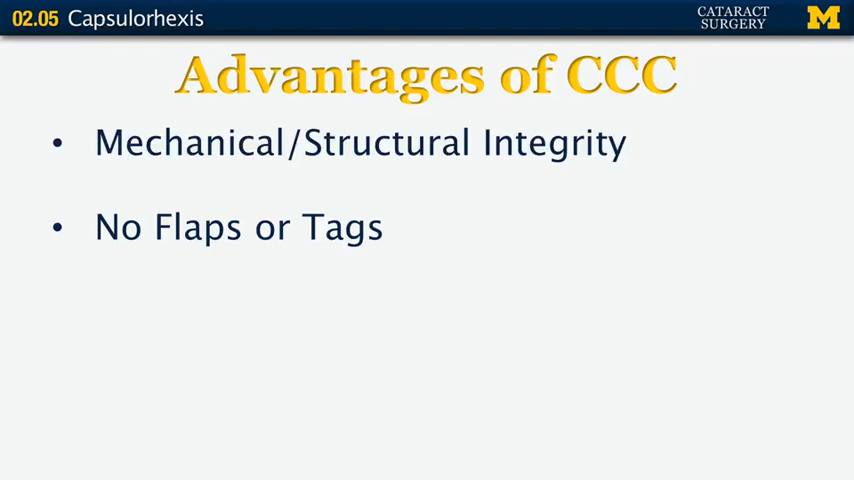 02.05 Capsulorhexis
CATARACT
SURGERY
M
Advantages of CCC
• Mechanical/Structural Integrity
• No Flaps or Tags